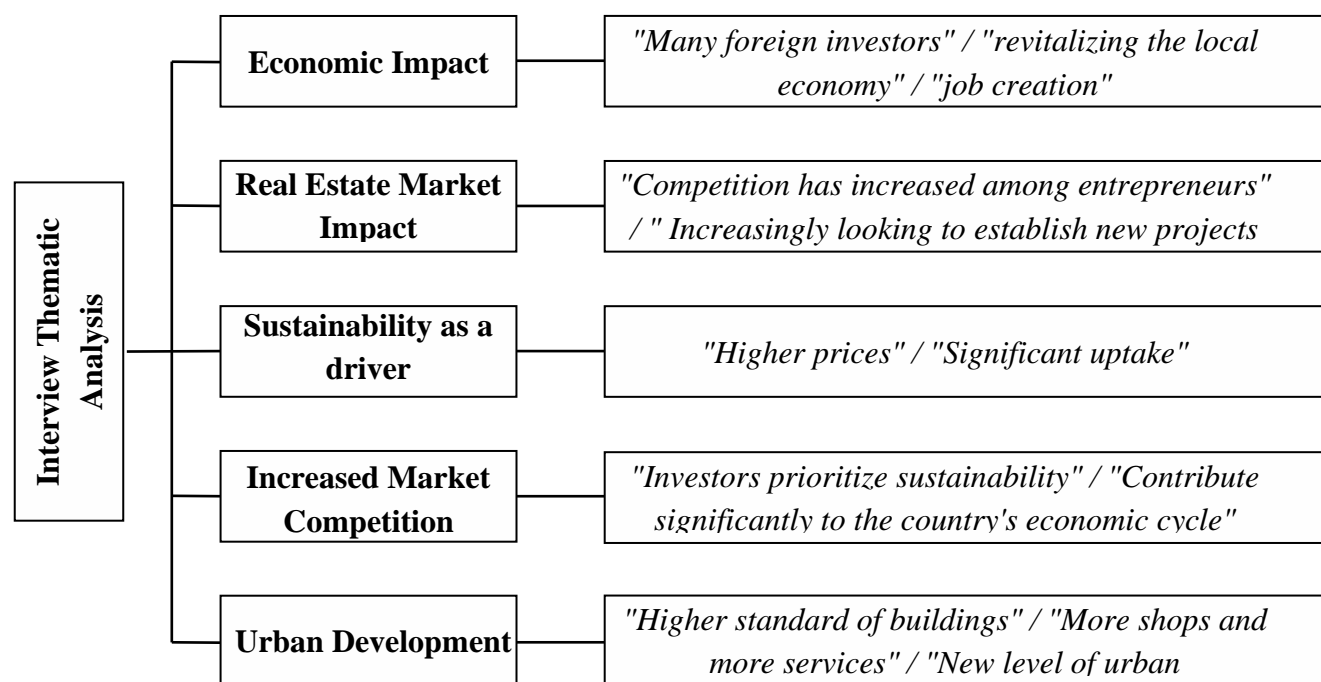 Interview Thematic
Analysis
Economic Impact
"Many foreign investors" / "revitalizing the local
economy" / "job creation"
Real Estate Market
Impact
"Competition has increased among entrepreneurs"
/ " Increasingly looking to establish new projects
Sustainability as a
driver
"Higher prices" / "Significant uptake"
Increased Market
Competition
"Investors prioritize sustainability" / "Contribute
significantly to the country's economic cycle"
Urban Development
"Higher standard of buildings" / "More shops and
more services" / "New level of urban